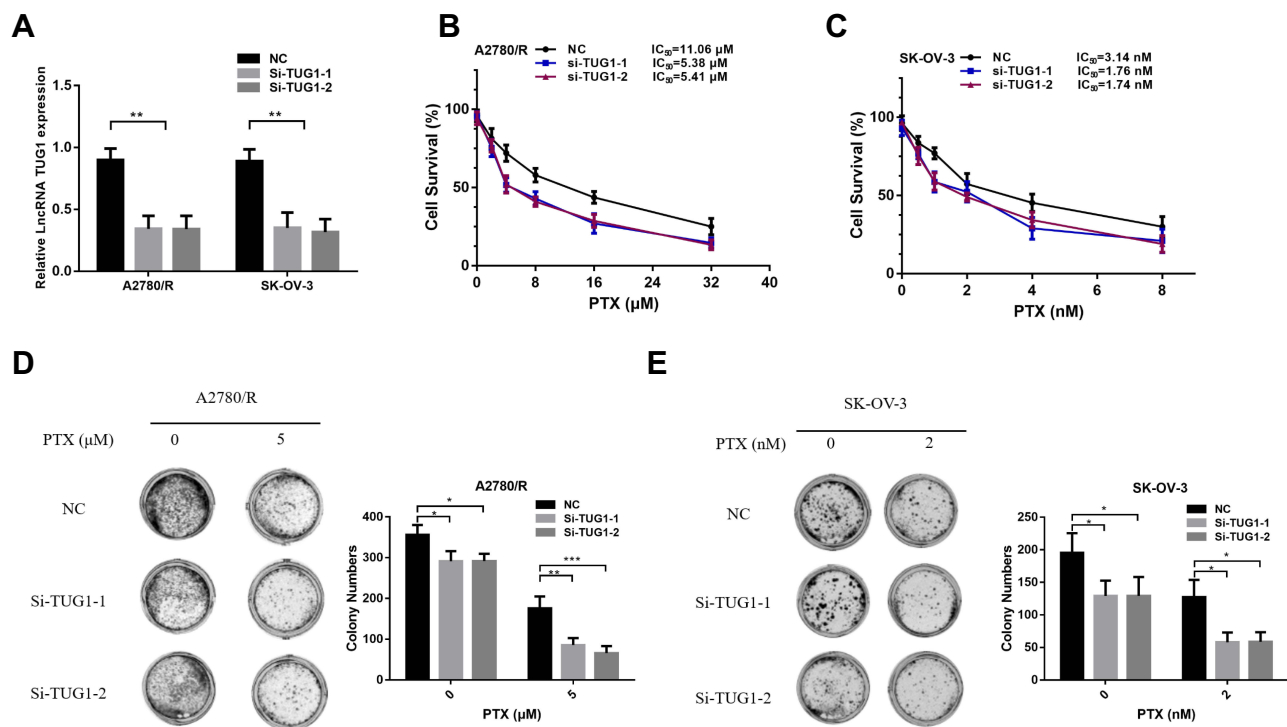 A
NC
Si-TUG1-1
Si-TUG1-2
Relative LncRNA TUG1 expression
1.5
1.0
0.5
0.0
**
**
A2780/R
SK-OV-3
B
A2780/R
NC IC50=11.06 μM
si-TUG1-1 IC50=5.38 μM
si-TUG1-2 IC50=5.41 μM
Cell Survival (%)
100
50
0
0 8 16 24 32 40
PTX (μM)
C
SK-OV-3
NC IC50=3.14 nM
si-TUG1-1 IC50=1.76 nM
si-TUG1-2 IC50=1.74 nM
Cell Survival (%)
100
50
0
0 2 4 6 8
PTX (nM)
D
A2780/R
PTX (μM) 0 5
NC
Si-TUG1-1
Si-TUG1-2
A2780/R
NC
Si-TUG1-1
Si-TUG1-2
Colony Numbers
400
300
200
100
0
*
*
***
**
0 5
PTX (μM)
E
SK-OV-3
PTX (nM) 0 2
NC
Si-TUG1-1
Si-TUG1-2
SK-OV-3
NC
Si-TUG1-1
Si-TUG1-2
Colony Numbers
250
200
150
100
50
0
*
*
*
*
0 2
PTX (nM)